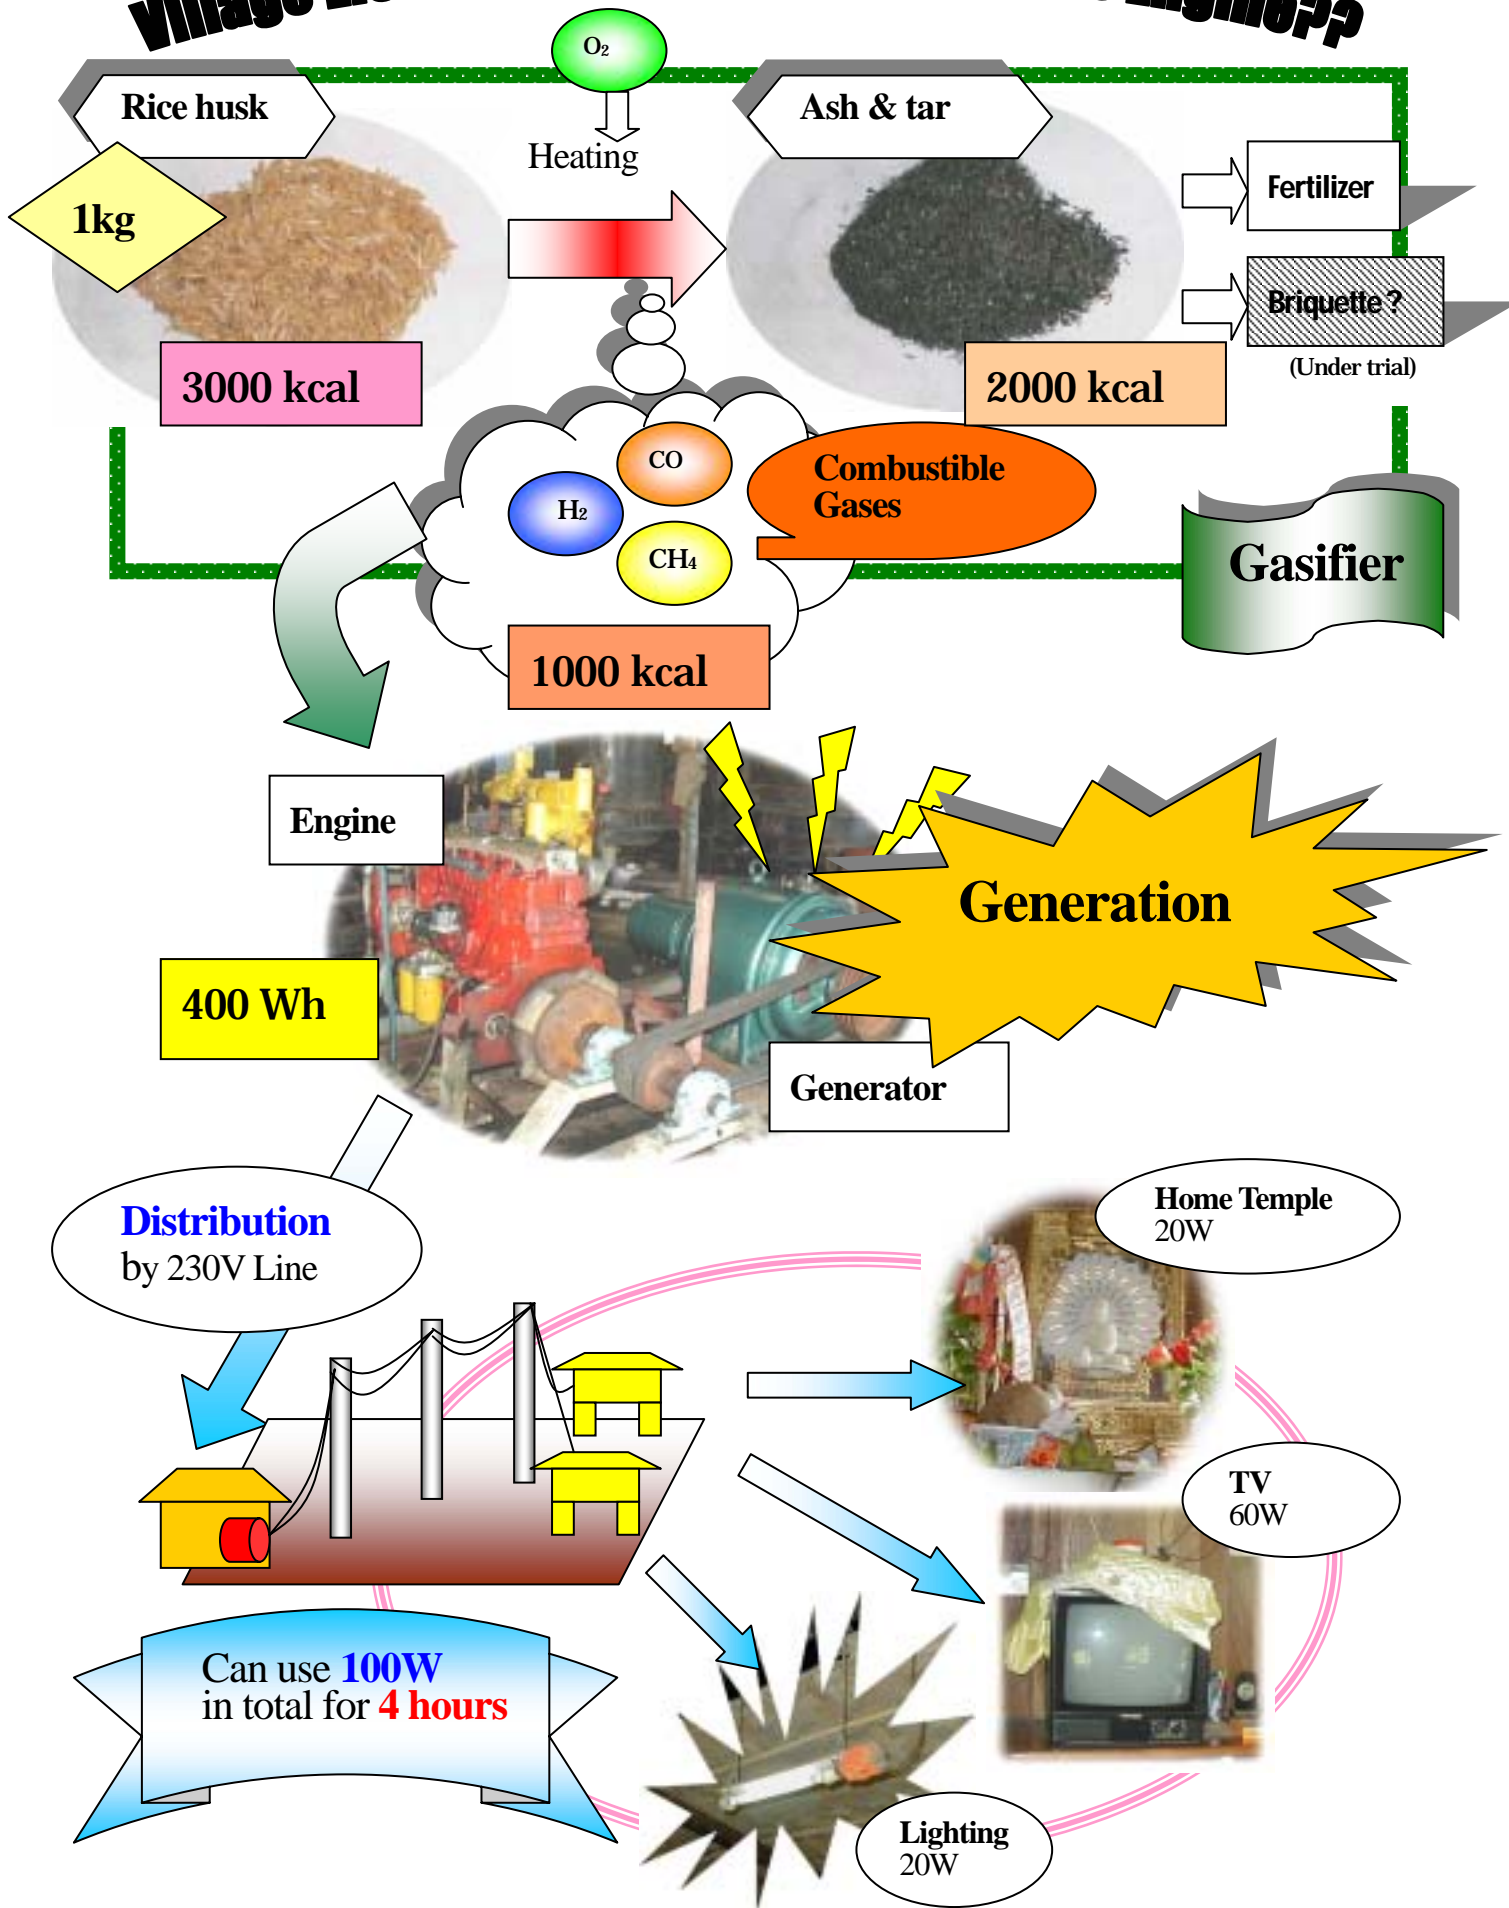 Village
Engine??
O₂
Rice husk
Ash & tar
Heating
1kg
Fertilizer
Briquette ?
(Under trial)
3000 kcal
2000 kcal
CO
Combustible
Gases
H₂
CH₄
Gasifier
1000 kcal
Engine
Generation
400 Wh
Generator
Distribution
by 230V Line
Home Temple
20W
TV
60W
Can use 100W
in total for 4 hours
Lighting
20W